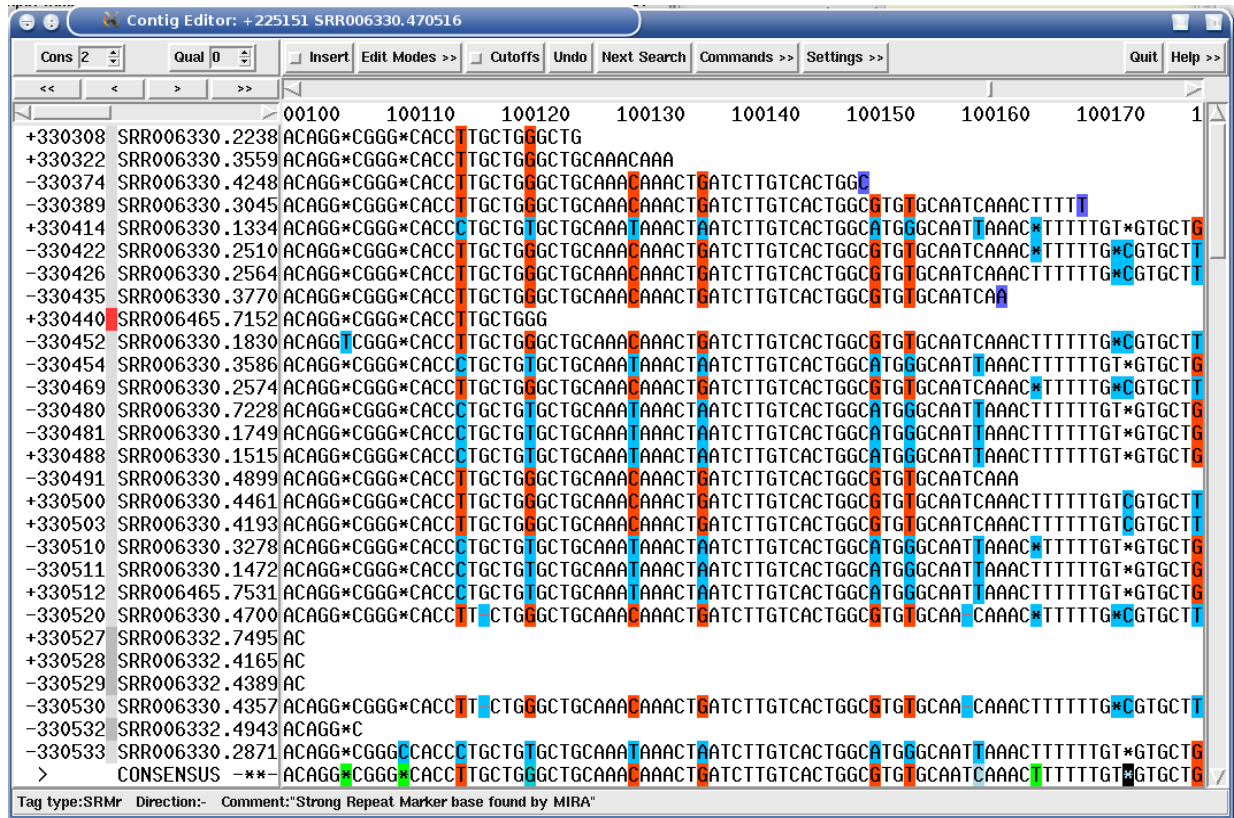 Contig Editor: +225151 SRR006330.470516
Cons 2 Qual 0 Insert Edit Modes >> Cutoffs Undo Next Search Commands >> Settings >> Quit Help >>
<< < > >>
00100 100110 100120 100130 100140 100150 100160 100170 1
+330308 SRR006330.2238 ACAGG*CGGG*CACCTTGCTGGGCTG
+330322 SRR006330.3559 ACAGG*CGGG*CACCTTGCTGGGCTGCAAACAAA
-330374 SRR006330.4248 ACAGG*CGGG*CACCTTGCTGGGCTGCAAACAAACTGATCTTGTCACTGGC
-330389 SRR006330.3045 ACAGG*CGGG*CACCTTGCTGGGCTGCAAACAAACTGATCTTGTCACTGGCGTGTGCAATCAAACTTTTT
+330414 SRR006330.1334 ACAGG*CGGG*CACCCTGCTGTGCTGCAAATAAACTAATCTTGTCACTGGCATGGGCAATTAAAC*TTTTTGT*GTGCTG
-330422 SRR006330.2510 ACAGG*CGGG*CACCTTGCTGGGCTGCAAACAAACTGATCTTGTCACTGGCGTGTGCAATCAAAC*TTTTTG*CGTGCTT
-330426 SRR006330.2564 ACAGG*CGGG*CACCTTGCTGGGCTGCAAACAAACTGATCTTGTCACTGGCGTGTGCAATCAAACTTTTTTG*CGTGCTT
-330435 SRR006330.3770 ACAGG*CGGG*CACCTTGCTGGGCTGCAAACAAACTGATCTTGTCACTGGCGTGTGCAATCAA
+330440 SRR006465.7152 ACAGG*CGGG*CACCTTGCTGGG
-330452 SRR006330.1830 ACAGGTCGGG*CACCTTGCTGGGCTGCAAACAAACTGATCTTGTCACTGGCGTGTGCAATCAAACTTTTTTG*CGTGCTT
-330454 SRR006330.3586 ACAGG*CGGG*CACCCTGCTGTGCTGCAAATAAACTAATCTTGTCACTGGCATGGGCAATTAAACTTTTTTGT*GTGCTG
-330469 SRR006330.2574 ACAGG*CGGG*CACCTTGCTGGGCTGCAAACAAACTGATCTTGTCACTGGCGTGTGCAATCAAAC*TTTTTG*CGTGCTT
-330480 SRR006330.7228 ACAGG*CGGG*CACCCTGCTGTGCTGCAAATAAACTAATCTTGTCACTGGCATGGGCAATTAAACTTTTTTGT*GTGCTG
-330481 SRR006330.1749 ACAGG*CGGG*CACCCTGCTGTGCTGCAAATAAACTAATCTTGTCACTGGCATGGGCAATTAAACTTTTTTGT*GTGCTG
+330488 SRR006330.1515 ACAGG*CGGG*CACCCTGCTGTGCTGCAAATAAACTAATCTTGTCACTGGCATGGGCAATTAAACTTTTTTGT*GTGCTG
-330491 SRR006330.4899 ACAGG*CGGG*CACCTTGCTGGGCTGCAAACAAACTGATCTTGTCACTGGCGTGTGCAATCAAA
+330500 SRR006330.4461 ACAGG*CGGG*CACCTTGCTGGGCTGCAAACAAACTGATCTTGTCACTGGCGTGTGCAATCAAACTTTTTTGTCGTGCTT
+330503 SRR006330.4193 ACAGG*CGGG*CACCTTGCTGGGCTGCAAACAAACTGATCTTGTCACTGGCGTGTGCAATCAAACTTTTTTGTCGTGCTT
-330510 SRR006330.3278 ACAGG*CGGG*CACCCTGCTGTGCTGCAAATAAACTAATCTTGTCACTGGCATGGGCAATTAAAC*TTTTTGT*GTGCTG
-330511 SRR006330.1472 ACAGG*CGGG*CACCCTGCTGTGCTGCAAATAAACTAATCTTGTCACTGGCATGGGCAATTAAACTTTTTTGT*GTGCTG
+330512 SRR006465.7531 ACAGG*CGGG*CACCCTGCTGTGCTGCAAATAAACTAATCTTGTCACTGGCATGGGCAATTAAACTTTTTTGT*GTGCTG
-330520 SRR006330.4700 ACAGG*CGGG*CACCTT-CTGGGCTGCAAACAAACTGATCTTGTCACTGGCGTGTGCAA-CAAAC*TTTTTG*CGTGCTT
+330527 SRR006332.7495 AC
+330528 SRR006332.4165 AC
-330529 SRR006332.4389 AC
-330530 SRR006330.4357 ACAGG*CGGG*CACCTT-CTGGGCTGCAAACAAACTGATCTTGTCACTGGCGTGTGCAA-CAAACTTTTTTG*CGTGCTT
-330532 SRR006332.4943 ACAGG*C
-330533 SRR006330.2871 ACAGG*CGGGCCACCCTGCTGTGCTGCAAATAAACTAATCTTGTCACTGGCATGGGCAATTAAACTTTTTTGT*GTGCTG
> CONSENSUS -**- ACAGG*CGGG*CACCTTGCTGGGCTGCAAACAAACTGATCTTGTCACTGGCGTGTGCAATCAAACTTTTTTGT*GTGCTG
Tag type:SRMr Direction:- Comment:"Strong Repeat Marker base found by MIRA"